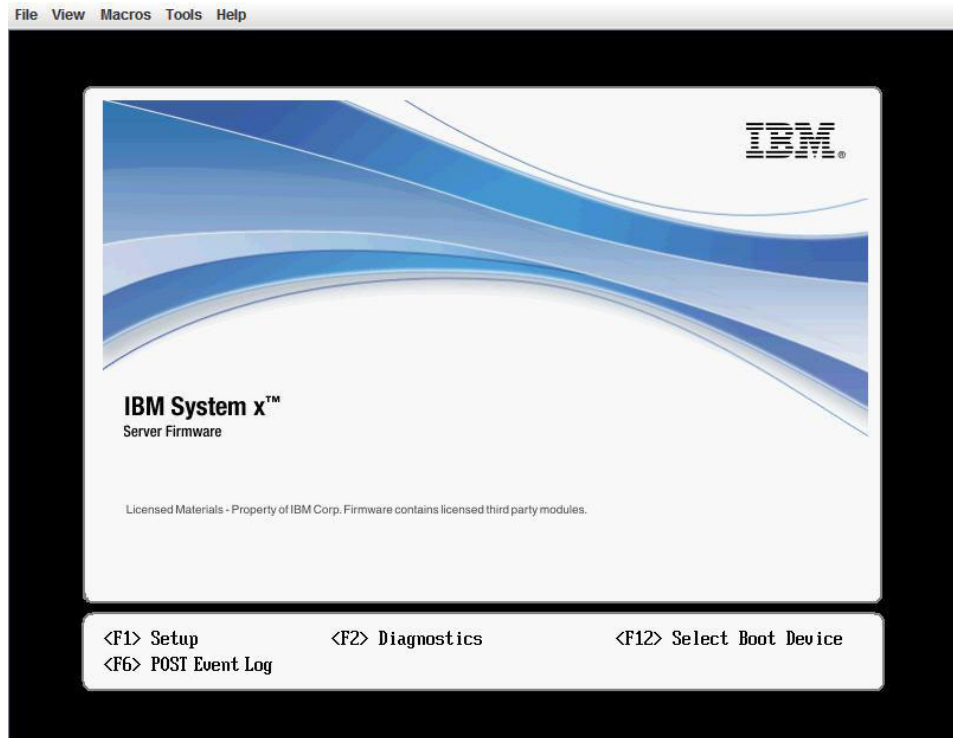 File View Macros Tools Help
IBM®
IBM System x™
Server Firmware
Licensed Materials - Property of IBM Corp. Firmware contains licensed third party modules.
<F1> Setup <F2> Diagnostics <F12> Select Boot Device
<F6> POST Event Log